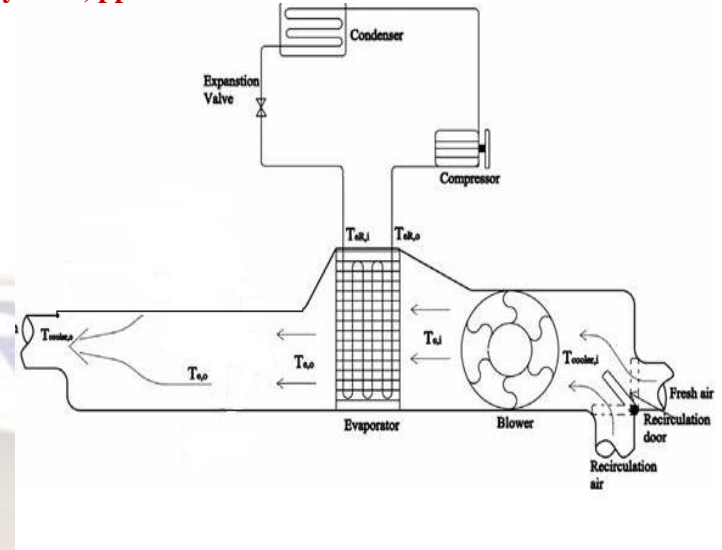 Condenser
Expanstion
Valve
Compressor
TeR,i TeR,o
Tcooler,o
Te,o
Te,o
Te,i
Tcooler,i
Fresh air
Recirculation
door
Evaporator
Blower
Recirculation
air